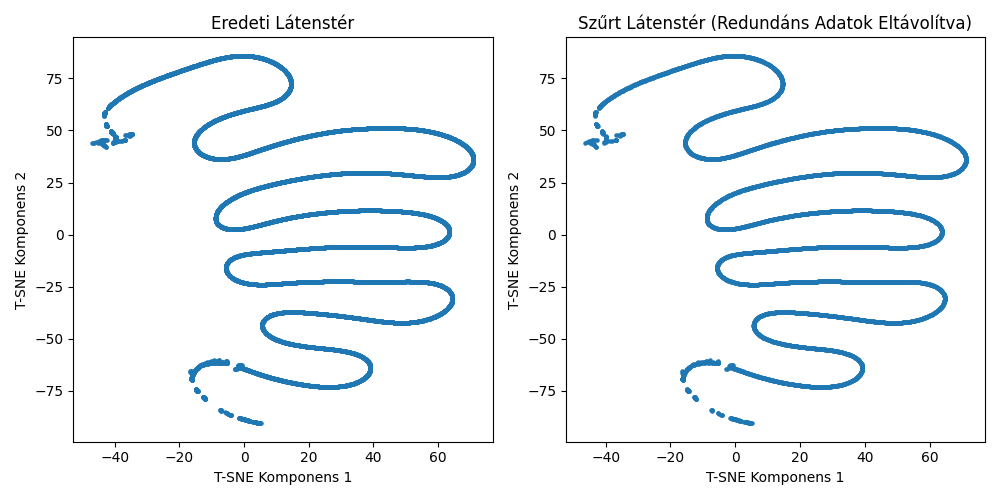 Eredeti Látenstér
75
50
25
0
−25
−50
−75
T-SNE Komponens 2
−40 −20 0 20 40 60
T-SNE Komponens 1
Szűrt Látenstér (Redundáns Adatok Eltávolítva)
75
50
25
0
−25
−50
−75
T-SNE Komponens 2
−40 −20 0 20 40 60
T-SNE Komponens 1